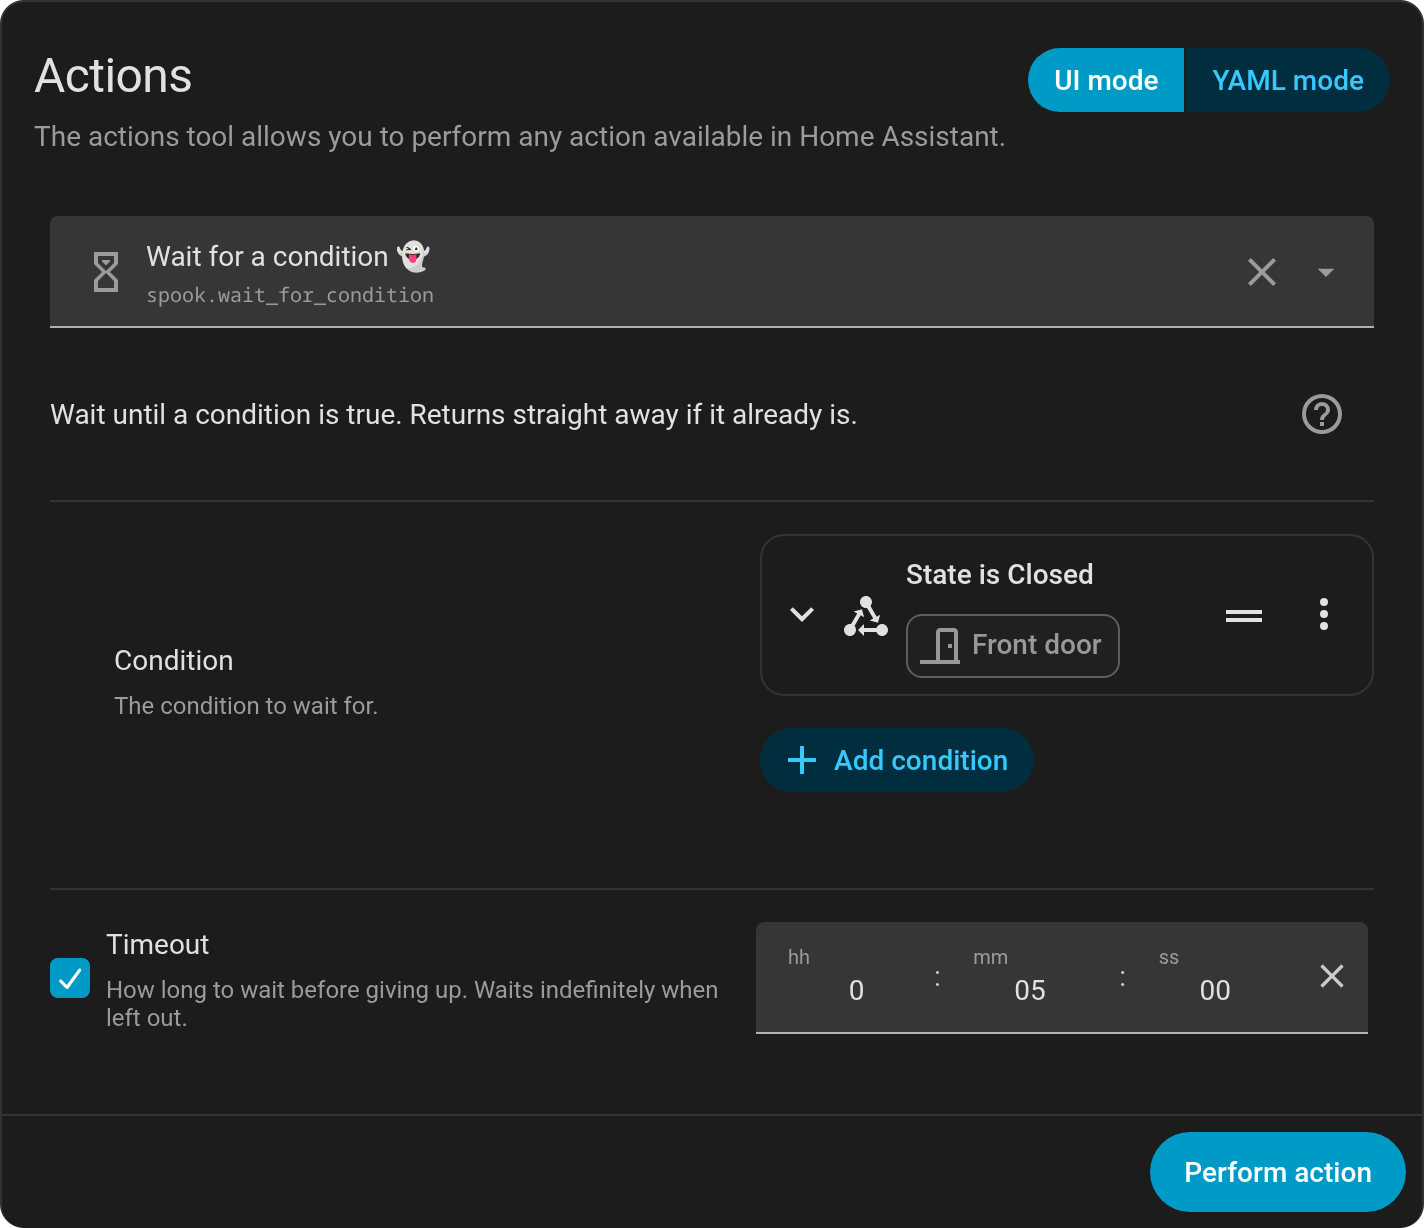 Actions
UI mode
YAML mode
The actions tool allows you to perform any action available in Home Assistant.
Wait for a condition 👻
spook.wait_for_condition
Wait until a condition is true. Returns straight away if it already is.
State is Closed
Front door
Condition
The condition to wait for.
Add condition
Timeout
How long to wait before giving up. Waits indefinitely when
left out.
hh mm ss
0 : 05 : 00
Perform action